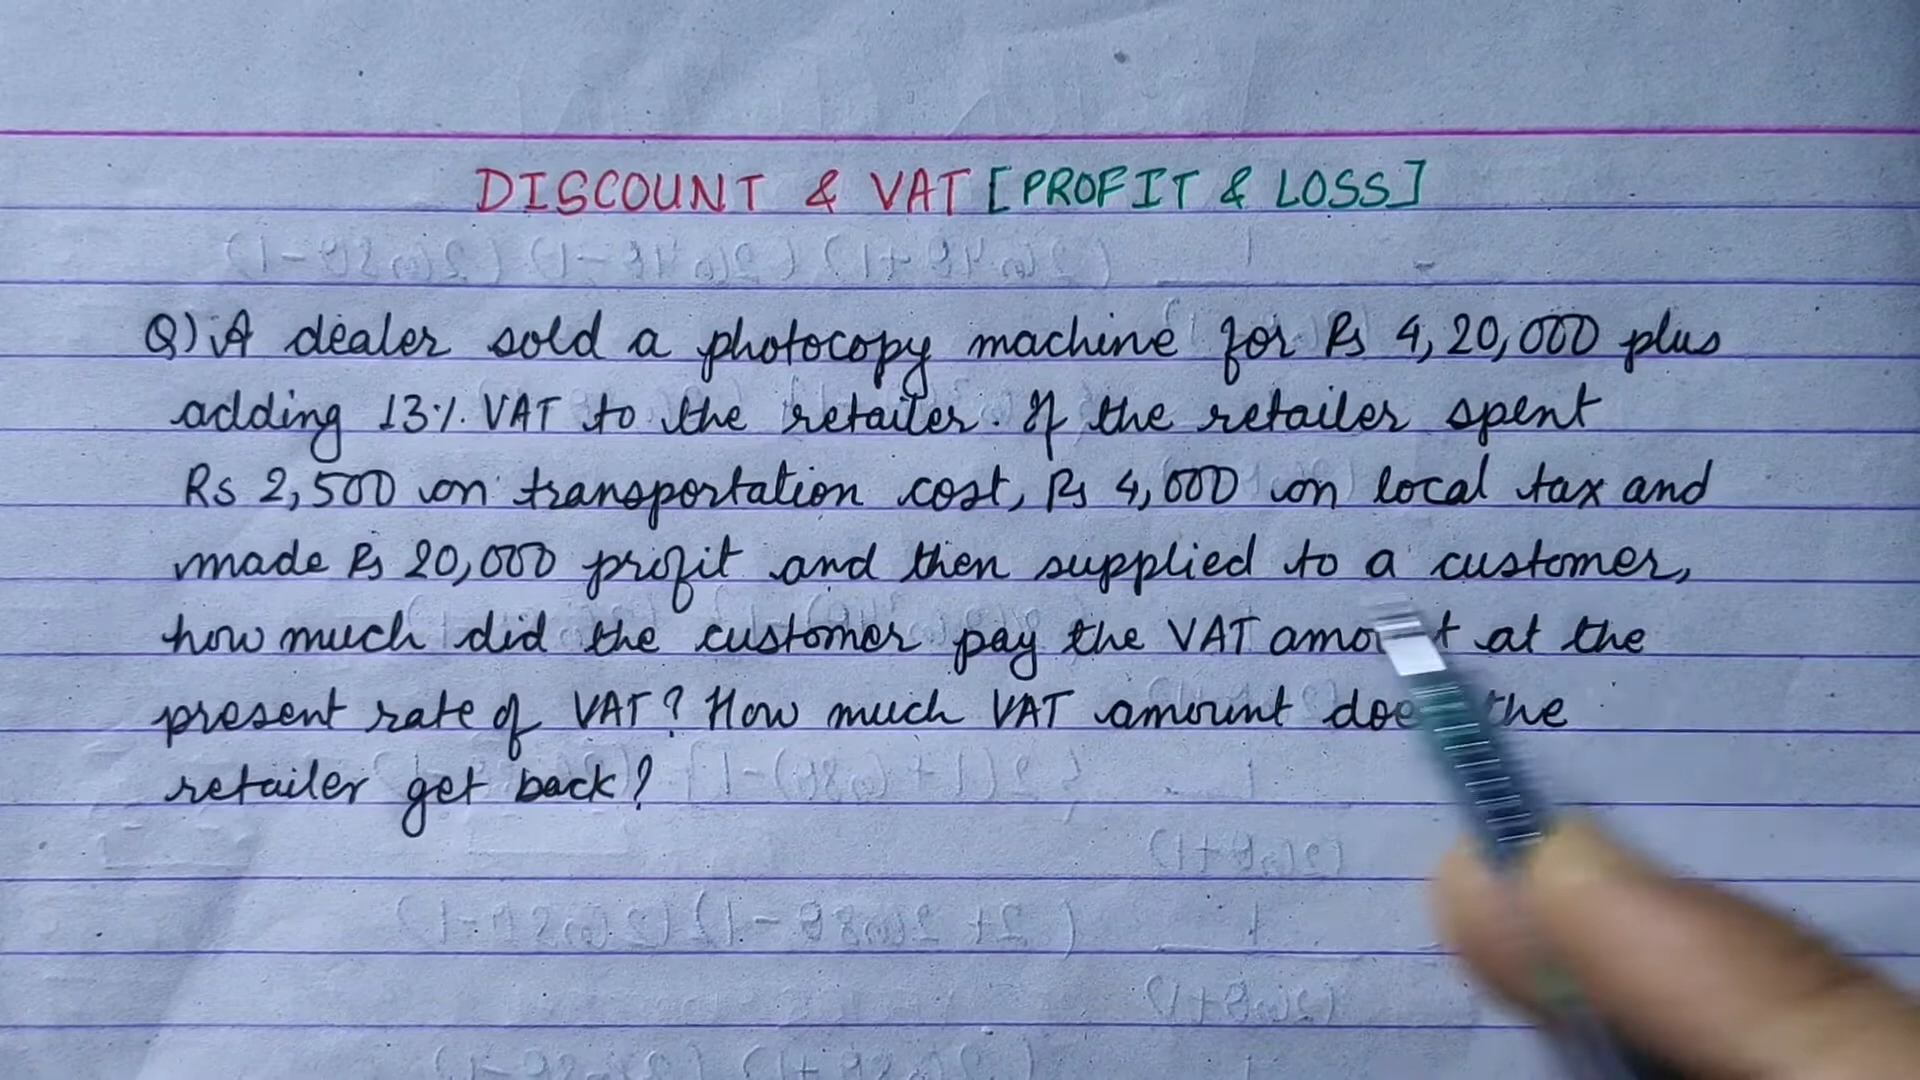 DISCOUNT & VAT [PROFIT & LOSS]
Q) A dealer sold a photocopy machine for Rs 4,20,000 plus
adding 13% VAT to the retailer. If the retailer spent
Rs 2,500 on transportation cost, Rs 4,000 on local tax and
made Rs 20,000 profit and then supplied to a customer,
how much did the customer pay the VAT amount at the
present rate of VAT? How much VAT amount does the
retailer get back?